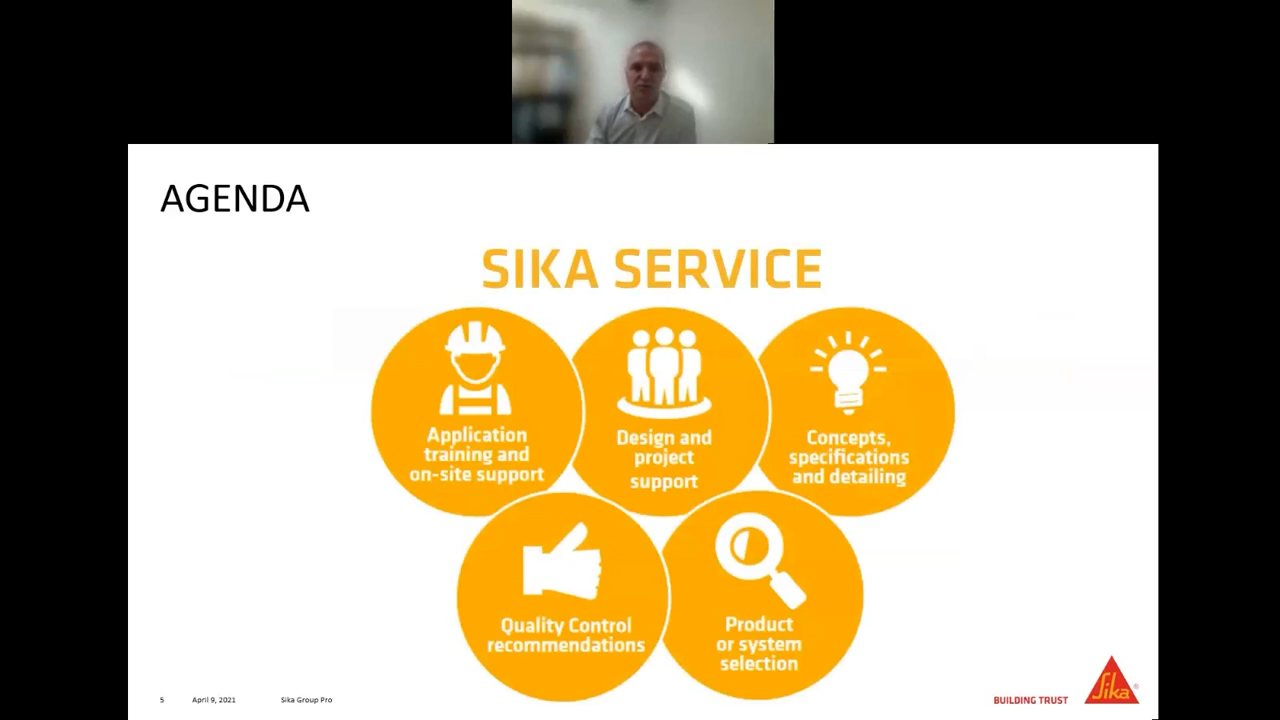 AGENDA
SIKA SERVICE
Application
training and
on-site support
Design and
project
support
Concepts,
specifications
and detailing
Quality Control
recommendations
Product
or system
selection
5 April 9, 2021 Sika Group Pro
BUILDING TRUST
Sika®